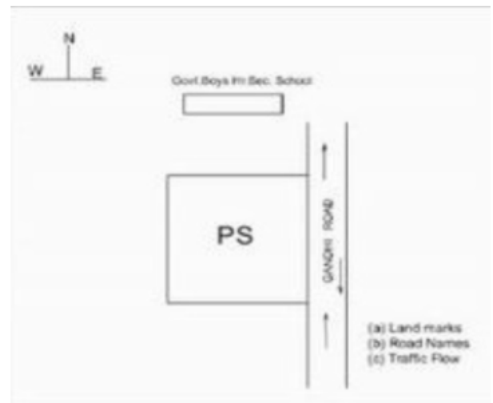 N
W E
Govt.Boys Hr.Sec. School
PS
GANDHI ROAD
(a) Land marks
(b) Road Names
(c) Traffic Flow